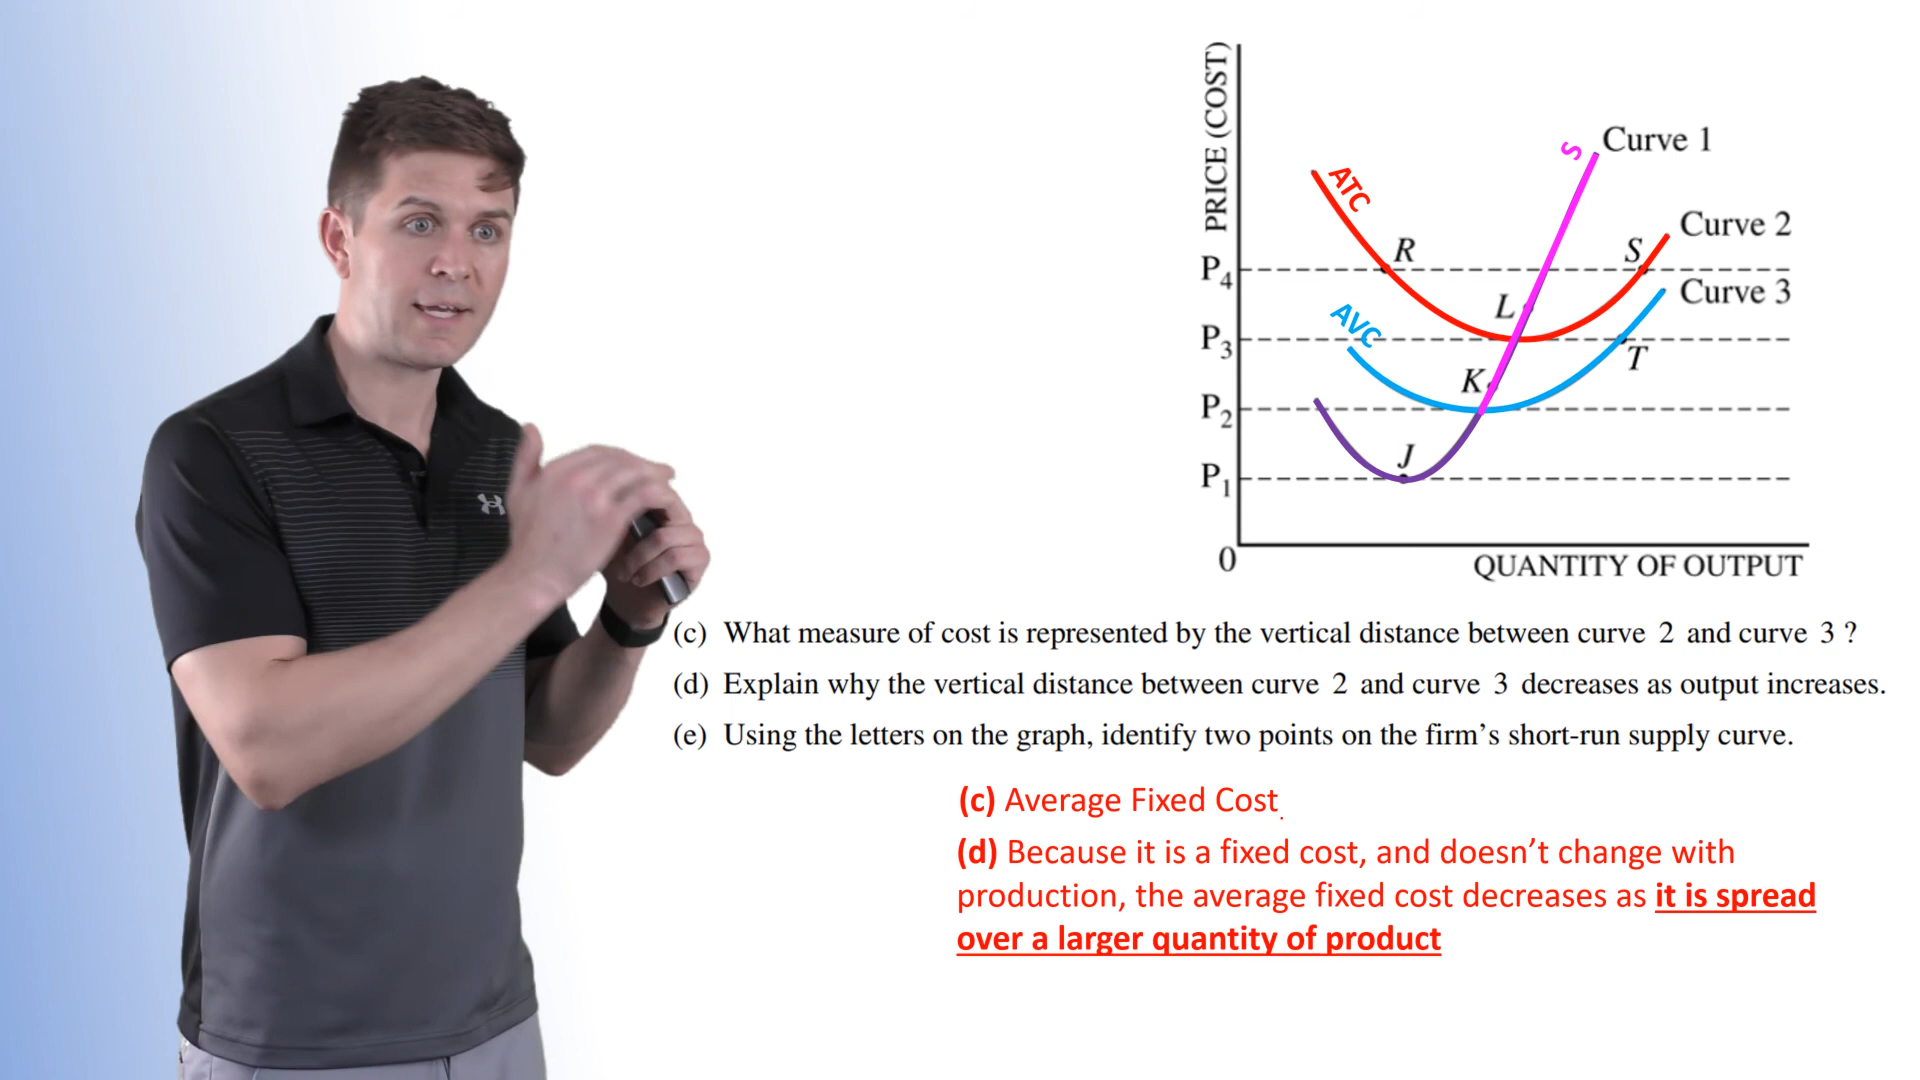 PRICE (COST)
S
Curve 1
ATC
Curve 2
R
S
P4
Curve 3
L
AVC
P3
T
K
P2
J
P1
0
QUANTITY OF OUTPUT
(c) What measure of cost is represented by the vertical distance between curve 2 and curve 3 ?
(d) Explain why the vertical distance between curve 2 and curve 3 decreases as output increases.
(e) Using the letters on the graph, identify two points on the firm's short-run supply curve.
(c) Average Fixed Cost.
(d) Because it is a fixed cost, and doesn't change with
production, the average fixed cost decreases as it is spread
over a larger quantity of product